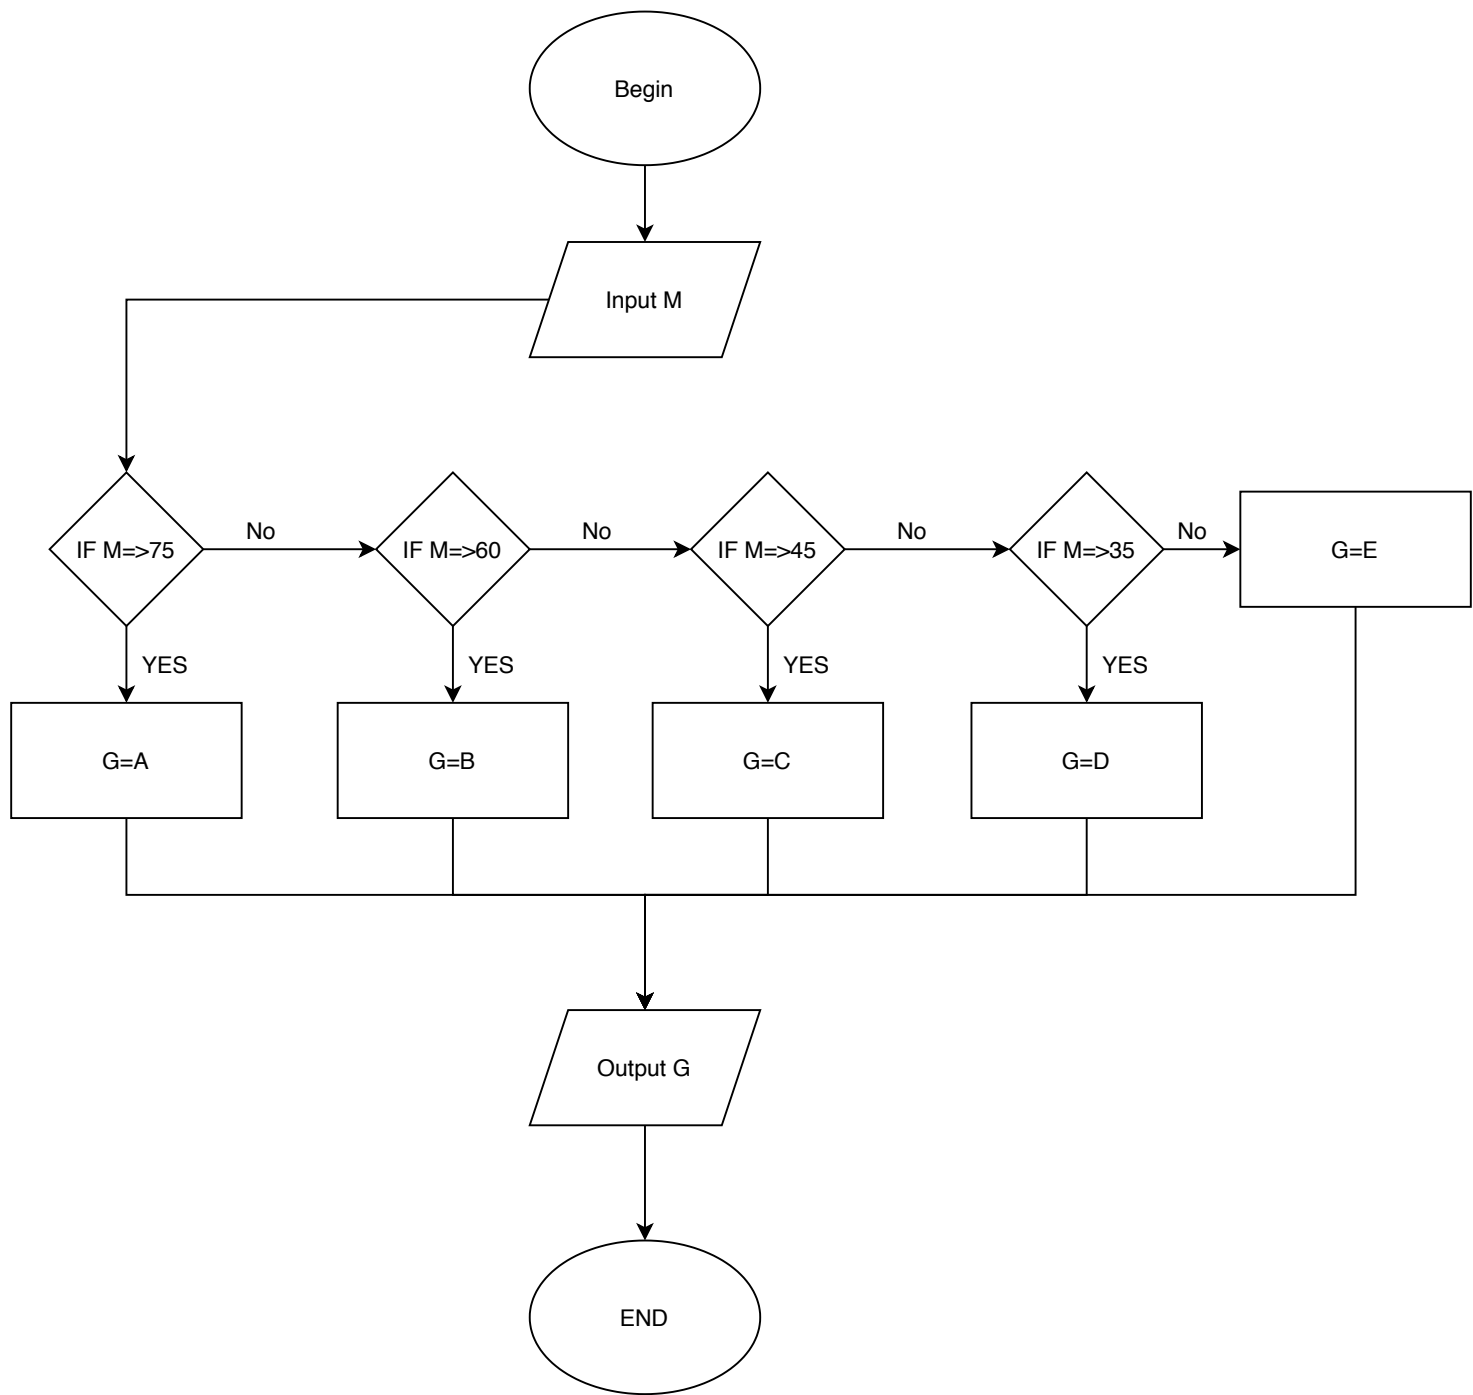 Begin
Input M
IF M=>75
No
IF M=>60
No
IF M=>45
No
IF M=>35
No
G=E
YES
YES
YES
YES
G=A
G=B
G=C
G=D
Output G
END